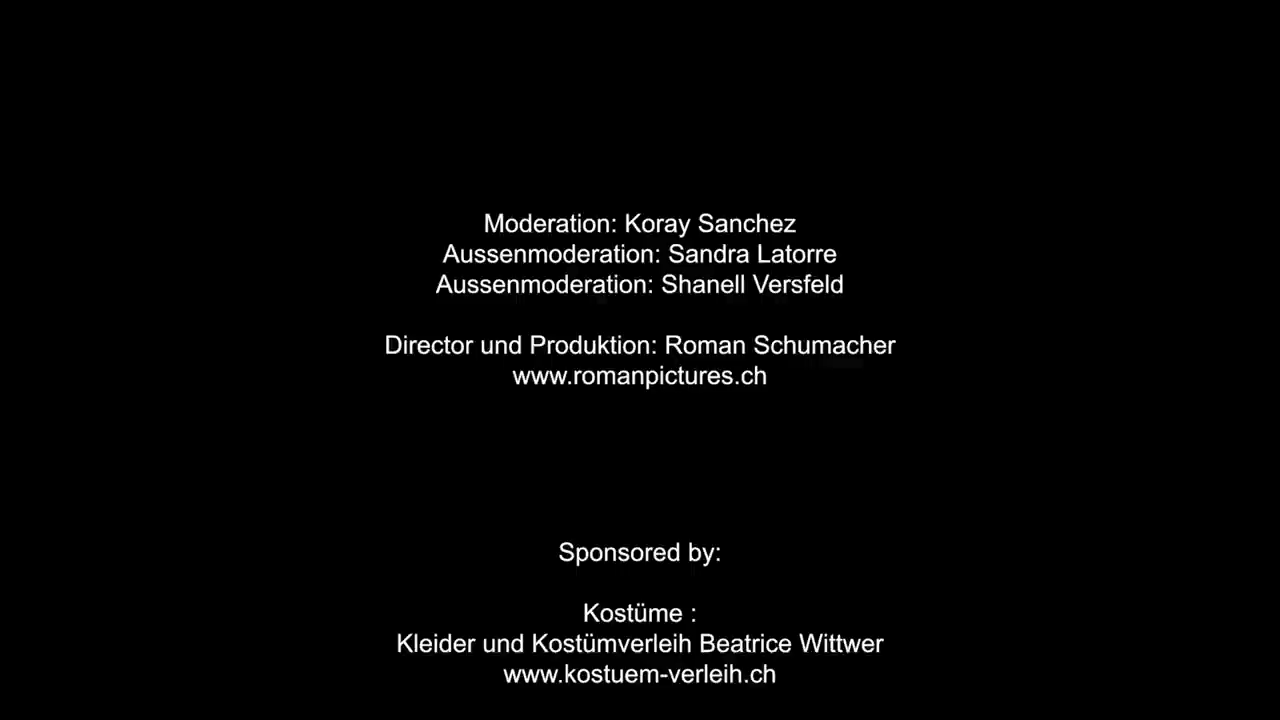 Moderation: Koray Sanchez
Aussenmoderation: Sandra Latorre
Aussenmoderation: Shanell Versfeld
Director und Produktion: Roman Schumacher
www.romanpictures.ch
Sponsored by:
Kostüme :
Kleider und Kostümverleih Beatrice Wittwer
www.kostuem-verleih.ch